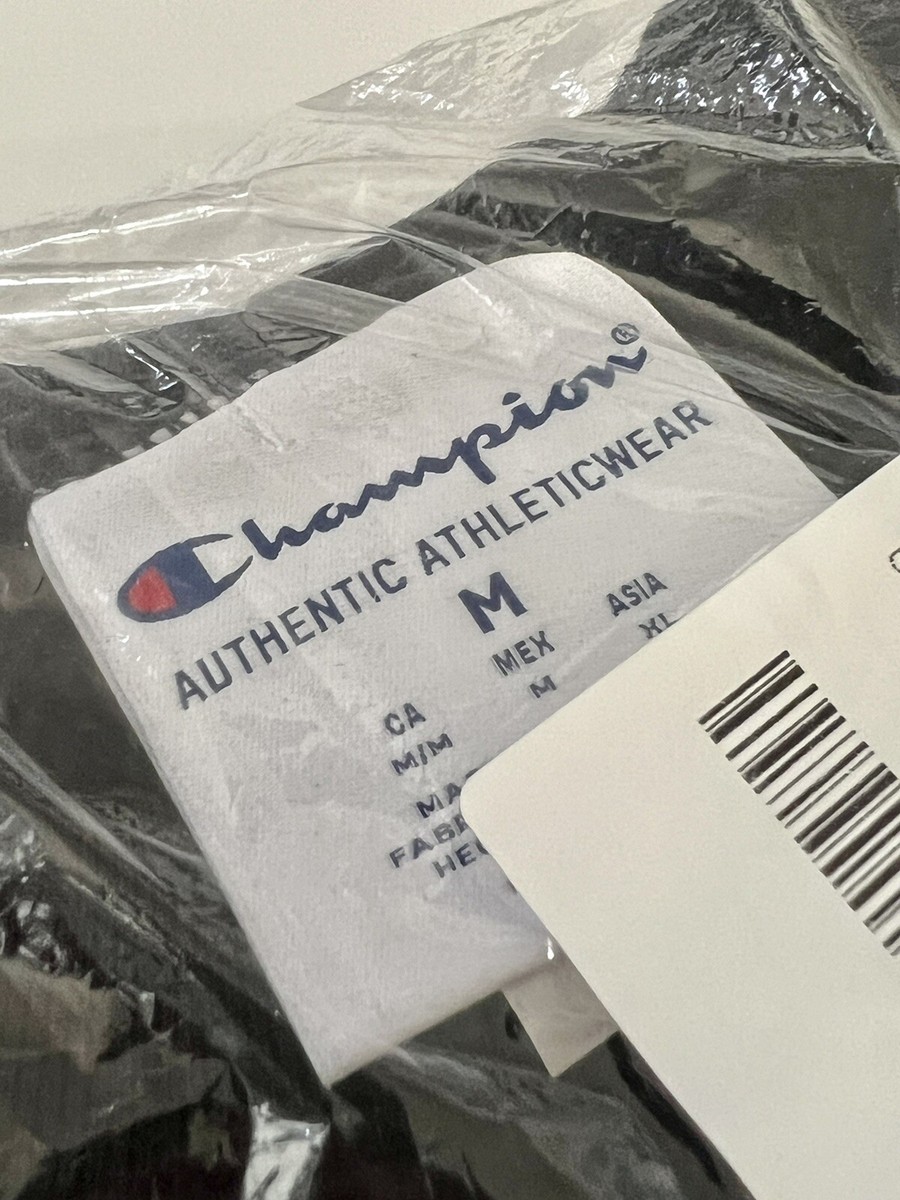 Champion®
AUTHENTIC ATHLETICWEAR
M
CA MEX ASIA
M/M M XL